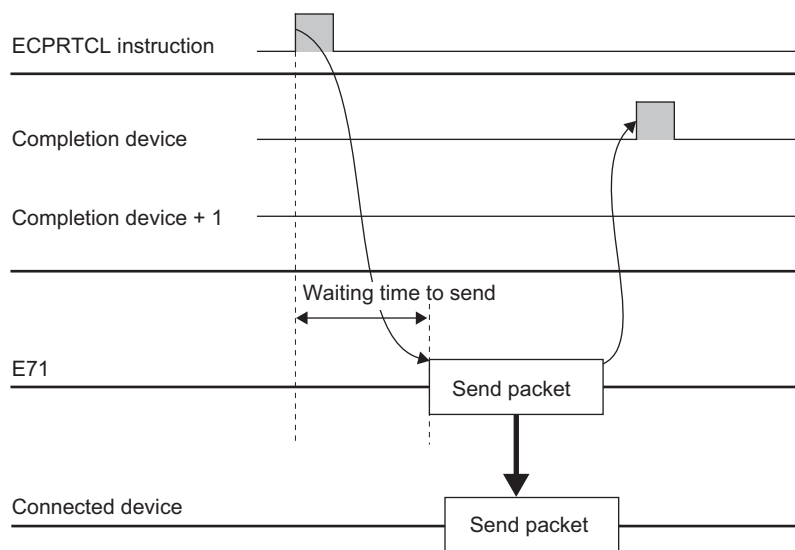 ECPRTCL instruction
Completion device
Completion device + 1
Waiting time to send
E71
Send packet
Connected device
Send packet